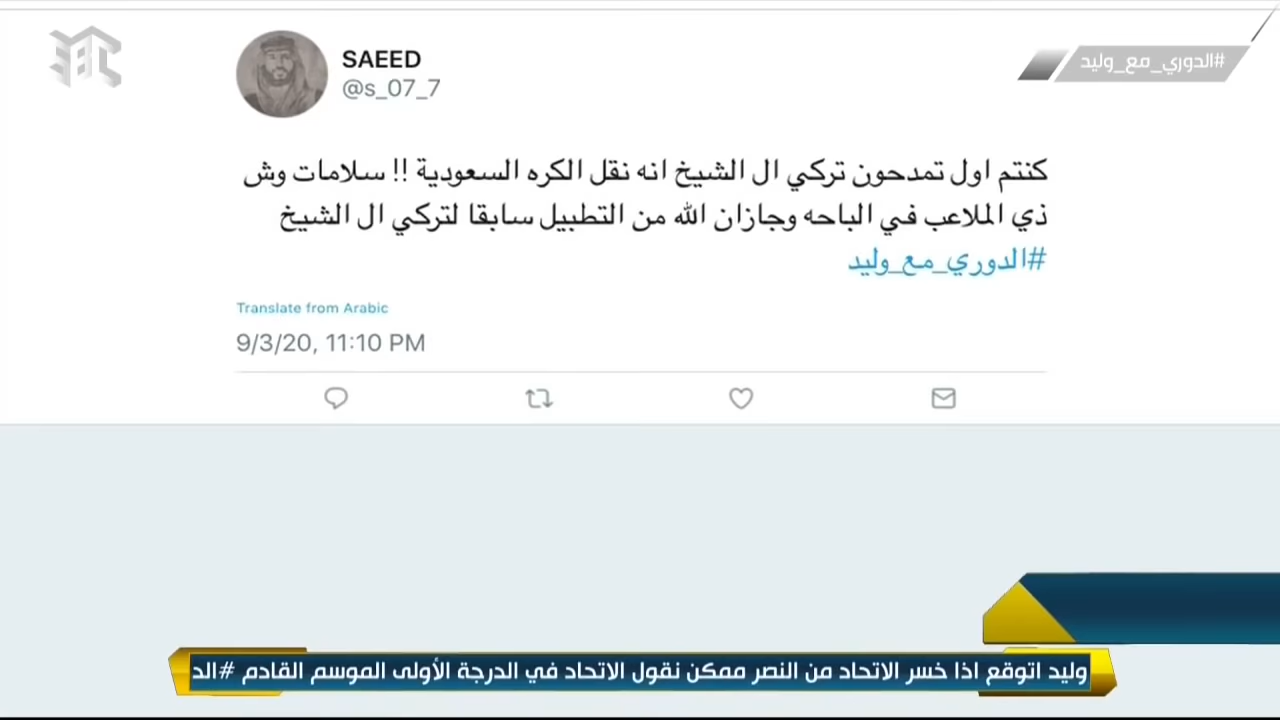 #الدوري_مع_وليد
SAEED
@s_07_7
كنتم اول تمدحون تركي ال الشيخ انه نقل الكره السعودية !! سلامات وش
ذي الملاعب في الباحه وجازان الله من التطبيل سابقا لتركي ال الشيخ
#الدوري_مع_وليد
Translate from Arabic
9/3/20, 11:10 PM
وليد اتوقع اذا خسر الاتحاد من النصر ممكن نقول الاتحاد في الدرجة الأولى الموسم القادم #الد